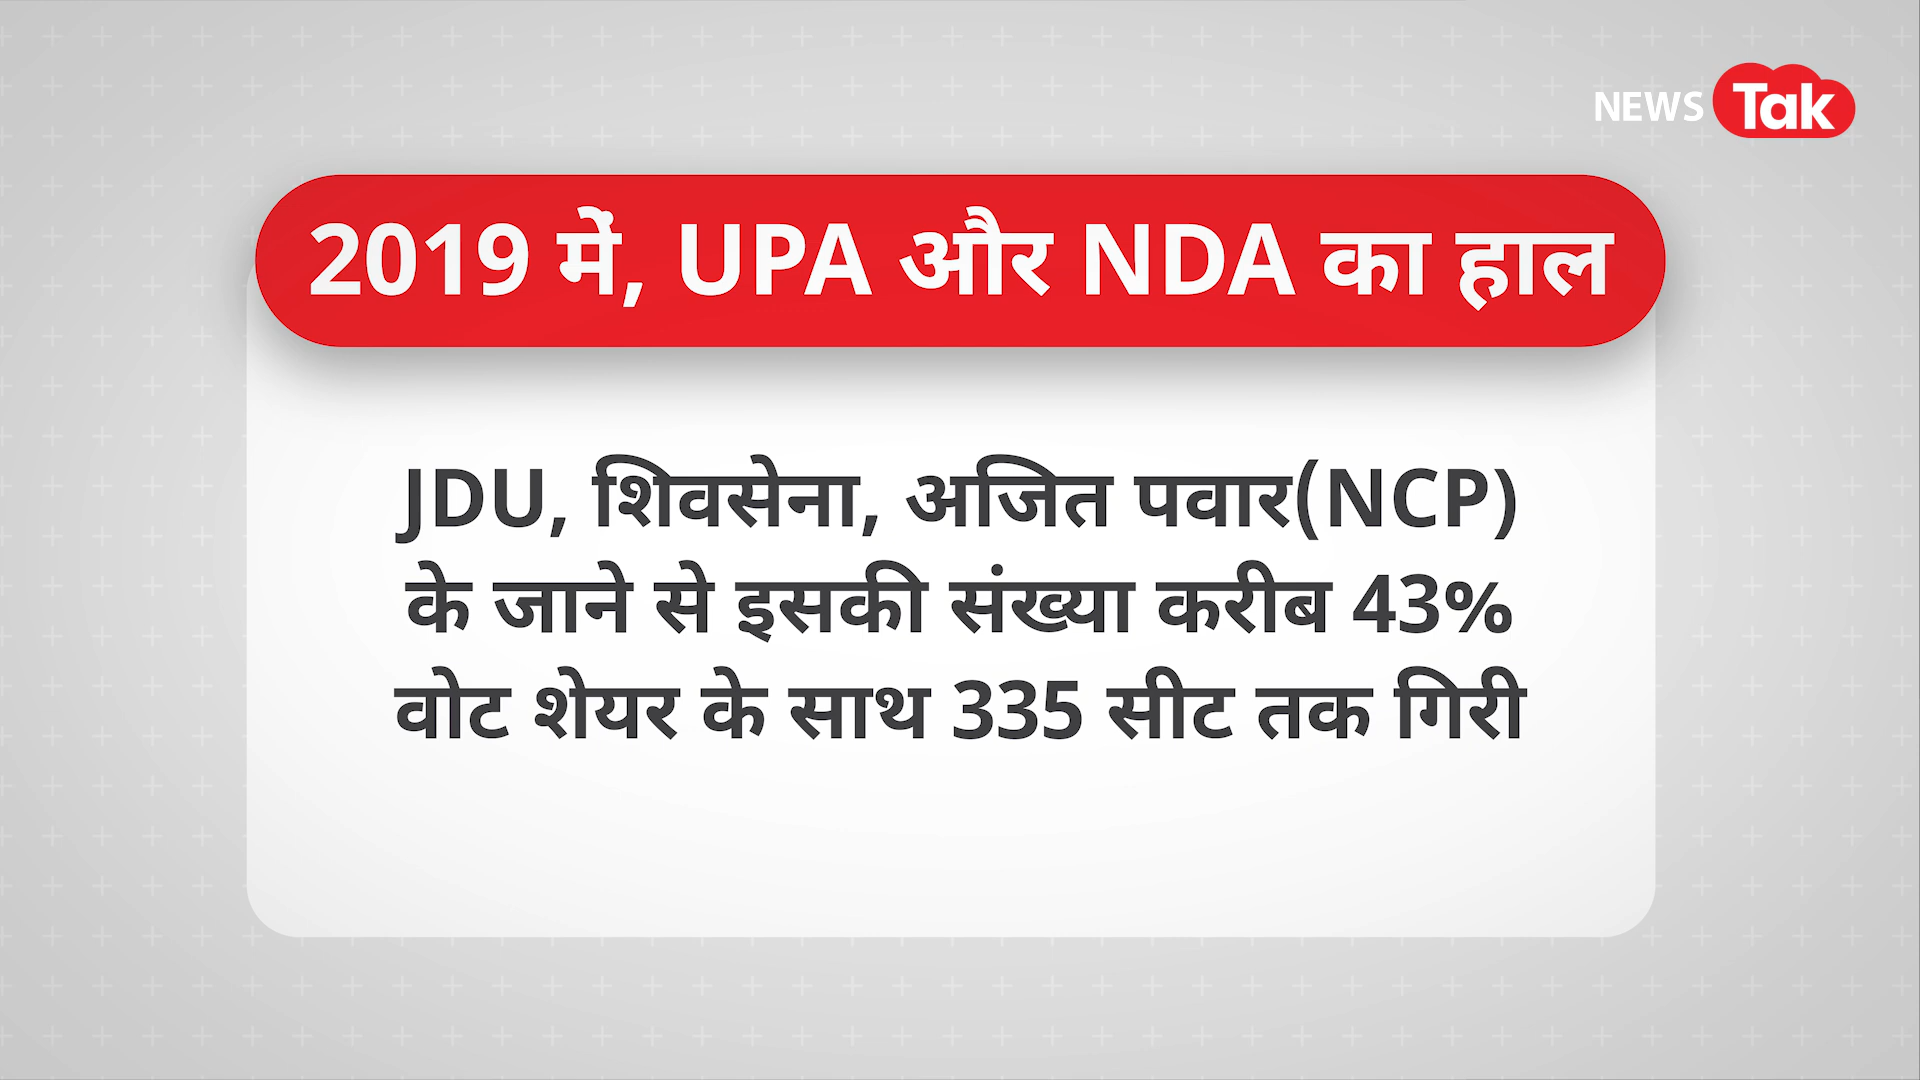 NEWS Tak
2019 में, UPA और NDA का हाल
JDU, शिवसेना, अजित पवार(NCP)
के जाने से इसकी संख्या करीब 43%
वोट शेयर के साथ 335 सीट तक गिरी